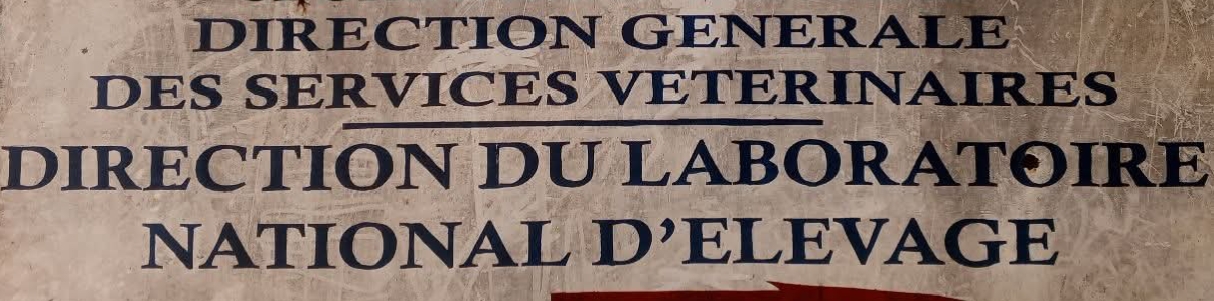 DIRECTION GENERALE
DES SERVICES VETERINAIRES
DIRECTION DU LABORATOIRE
NATIONAL D'ELEVAGE